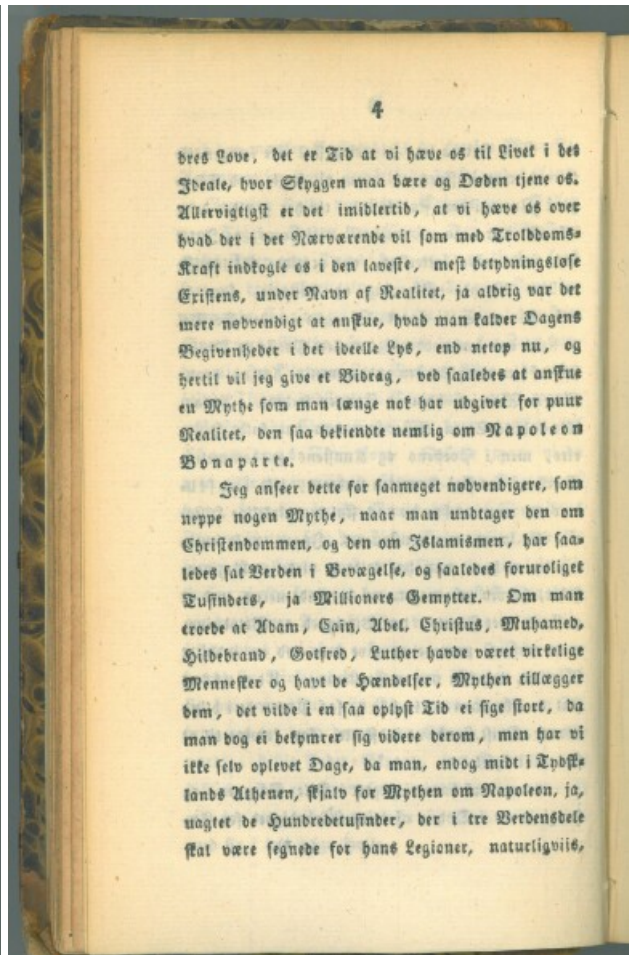 4
dres Love, det er Tid at vi hæve os til Livet i det
Ideale, hvor Skyggen maa bære og Døden tjene os.
Allervigtigst er det imidlertid, at vi hæve os over
hvad der i det Nærværende vil som med Trolddoms-
Kraft indkogle os i den laveste, mest betydningsløse
Existens, under Navn af Realitet, ja aldrig var det
mere nødvendigt at anskue, hvad man kalder Dagens
Begivenheder i det ideelle Lys, end netop nu, og
hertil vil jeg give et Bidrag, ved saaledes at anskue
en Mythe som man længe nok har udgivet for puur
Realitet, den saa bekiendte nemlig om Napoleon
Bonaparte.
Jeg anseer dette for saameget nødvendigere, som
neppe nogen Mythe, naar man undtager den om
Christendommen, og den om Islamismen, har saa-
ledes sat Verden i Bevægelse, og saaledes foruroliget
Tusinders, ja Millioners Gemytter. Om man
troede at Adam, Cain, Abel, Christus, Muhamed,
Hildebrand, Gotfred, Luther havde været virkelige
Mennesker og havt de Hændelser, Mythen tillægger
dem, det vilde i en saa oplyst Tid ei sige stort, da
man dog ei bekymrer sig videre derom, men har vi
ikke selv oplevet Dage, da man, endog midt i Tydsk-
lands Athenen, skjalv for Mythen om Napoleon, ja,
uagtet de Hundredetusinder, der i tre Verdensdele
skal være segnede for hans Legioner, naturligviis,